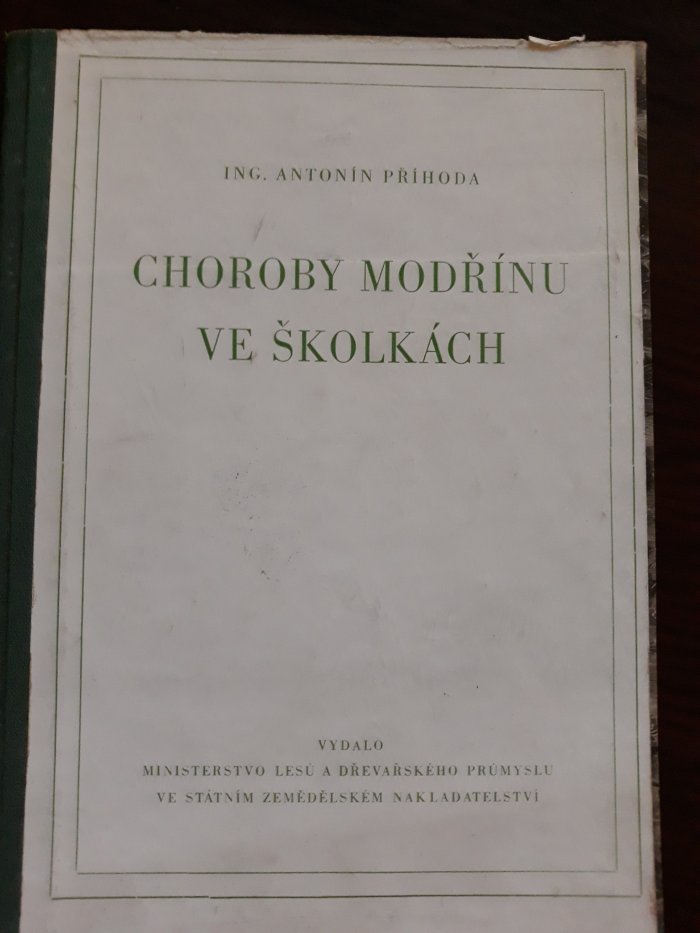 ING. ANTONÍN PŘÍHODA
CHOROBY MODŘÍNU
VE ŠKOLKÁCH
VYDALO
MINISTERSTVO LESŮ A DŘEVAŘSKÉHO PRŮMYSLU
VE STÁTNÍM ZEMĚDĚLSKÉM NAKLADATELSTVÍ